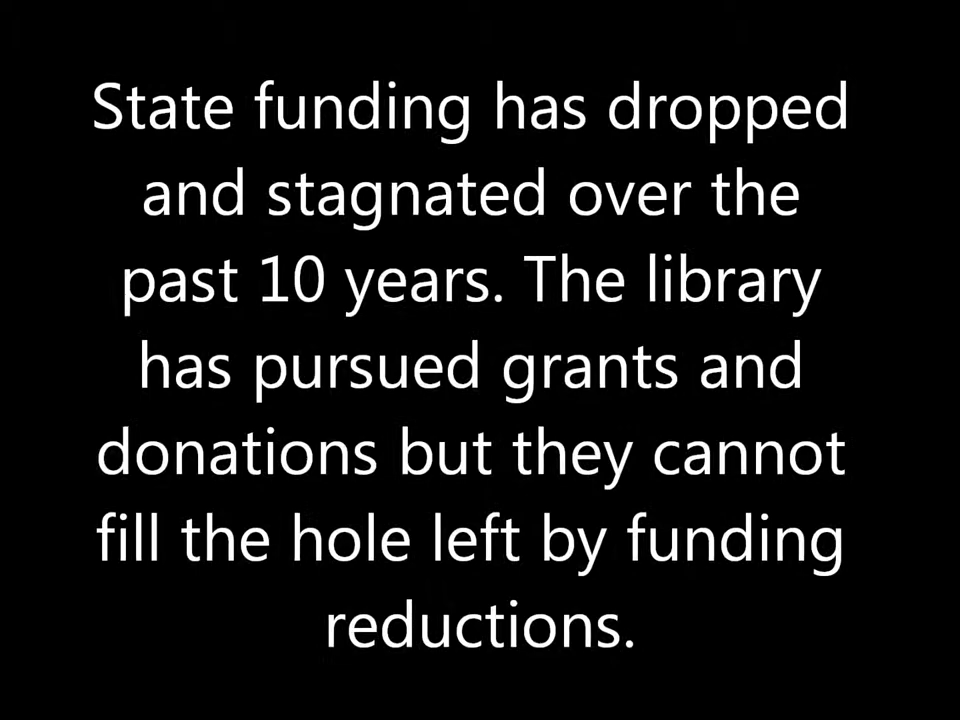 State funding has dropped
and stagnated over the
past 10 years. The library
has pursued grants and
donations but they cannot
fill the hole left by funding
reductions.